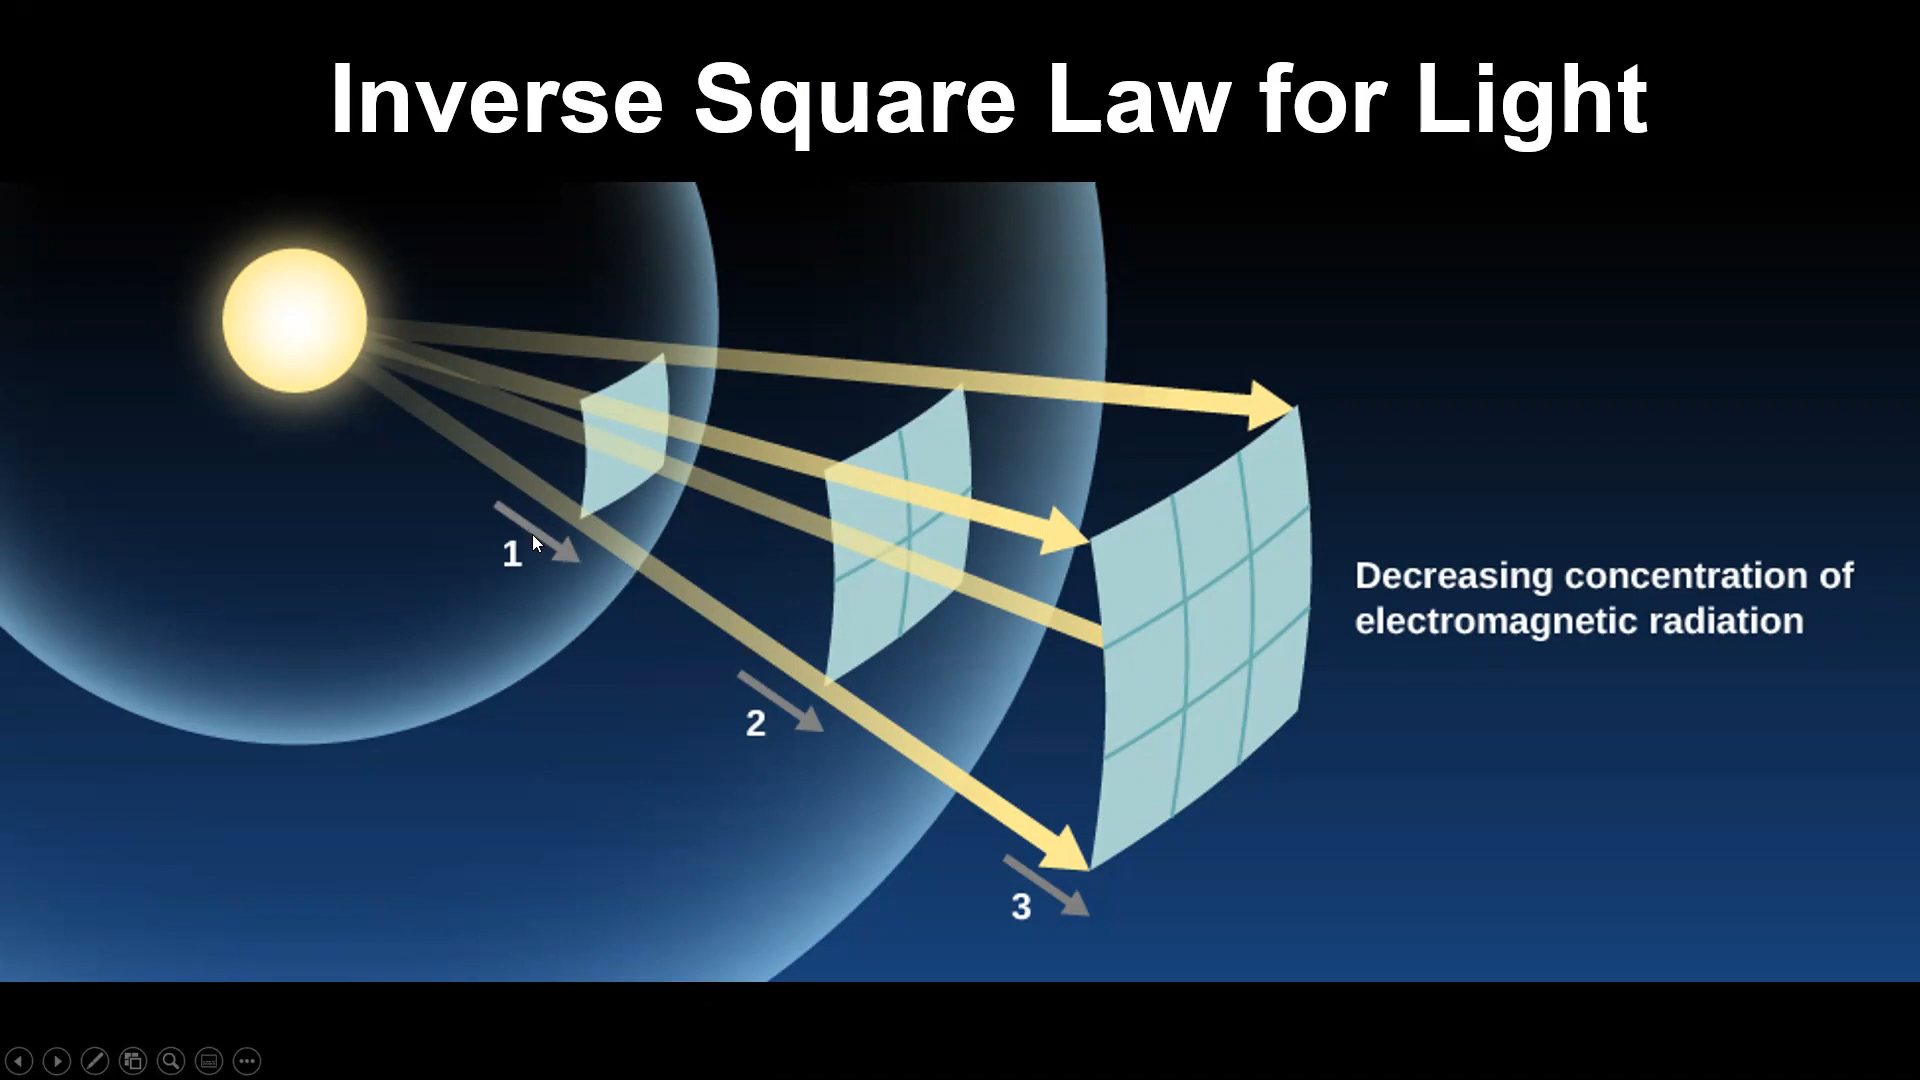 Inverse Square Law for Light
1
2
3
Decreasing concentration of
electromagnetic radiation